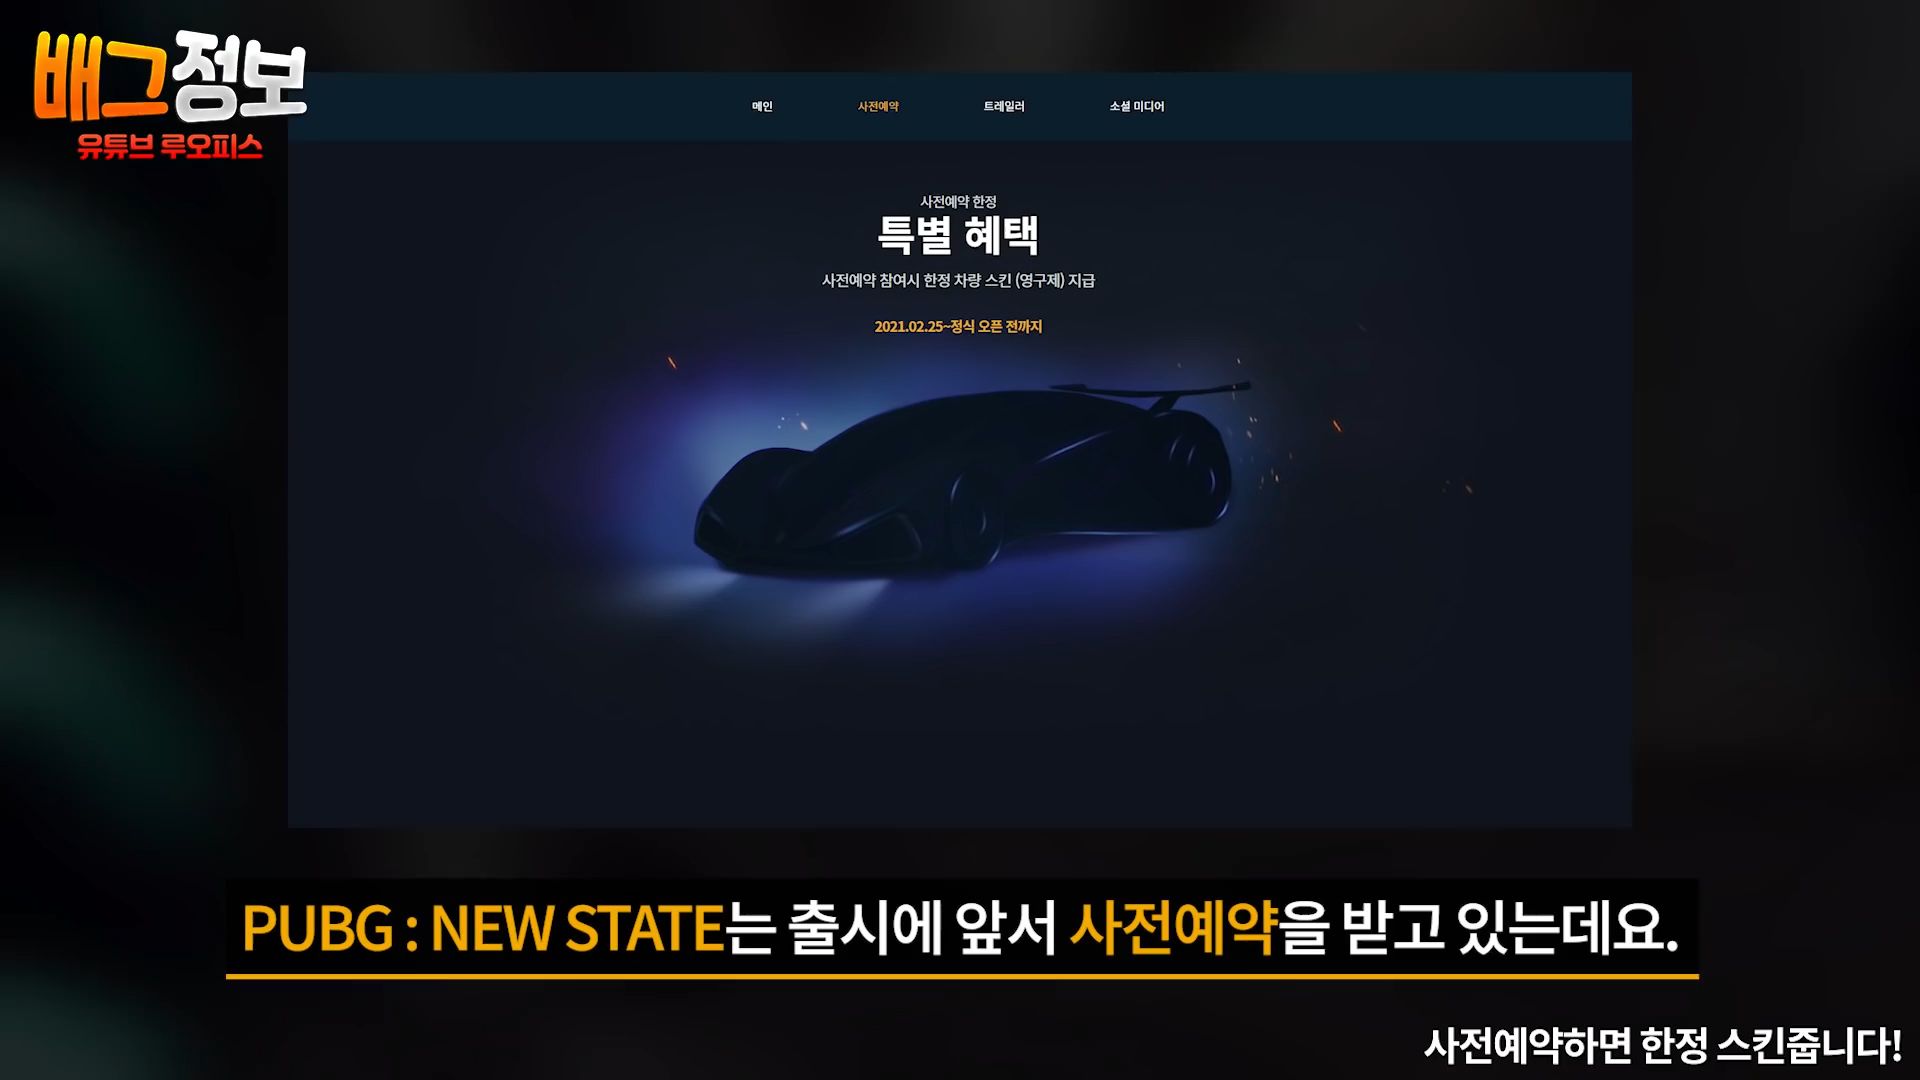 배그정보
유튜브 루오피스
메인 사전예약 트레일러 소셜 미디어
사전예약 한정
특별 혜택
사전예약 참여시 한정 차량 스킨 (영구제) 지급
2021.02.25~정식 오픈 전까지
PUBG : NEW STATE는 출시에 앞서 사전예약을 받고 있는데요.
사전예약하면 한정 스킨줍니다!